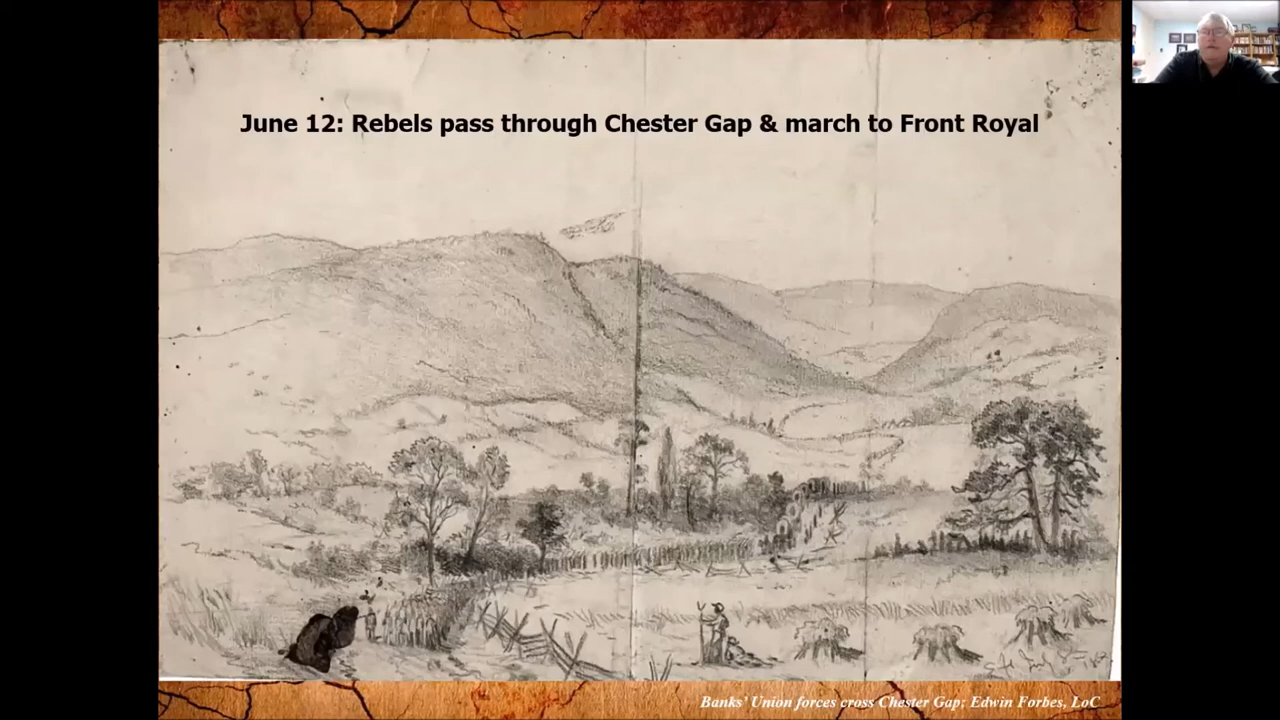 June 12: Rebels pass through Chester Gap & march to Front Royal
Banks' Union forces cross Chester Gap; Edwin Forbes, LoC